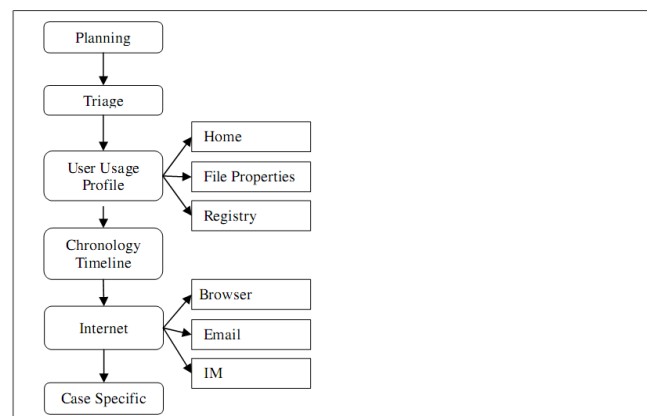 Planning
Triage
Home
User Usage
Profile
File Properties
Registry
Chronology
Timeline
Browser
Internet
Email
IM
Case Specific